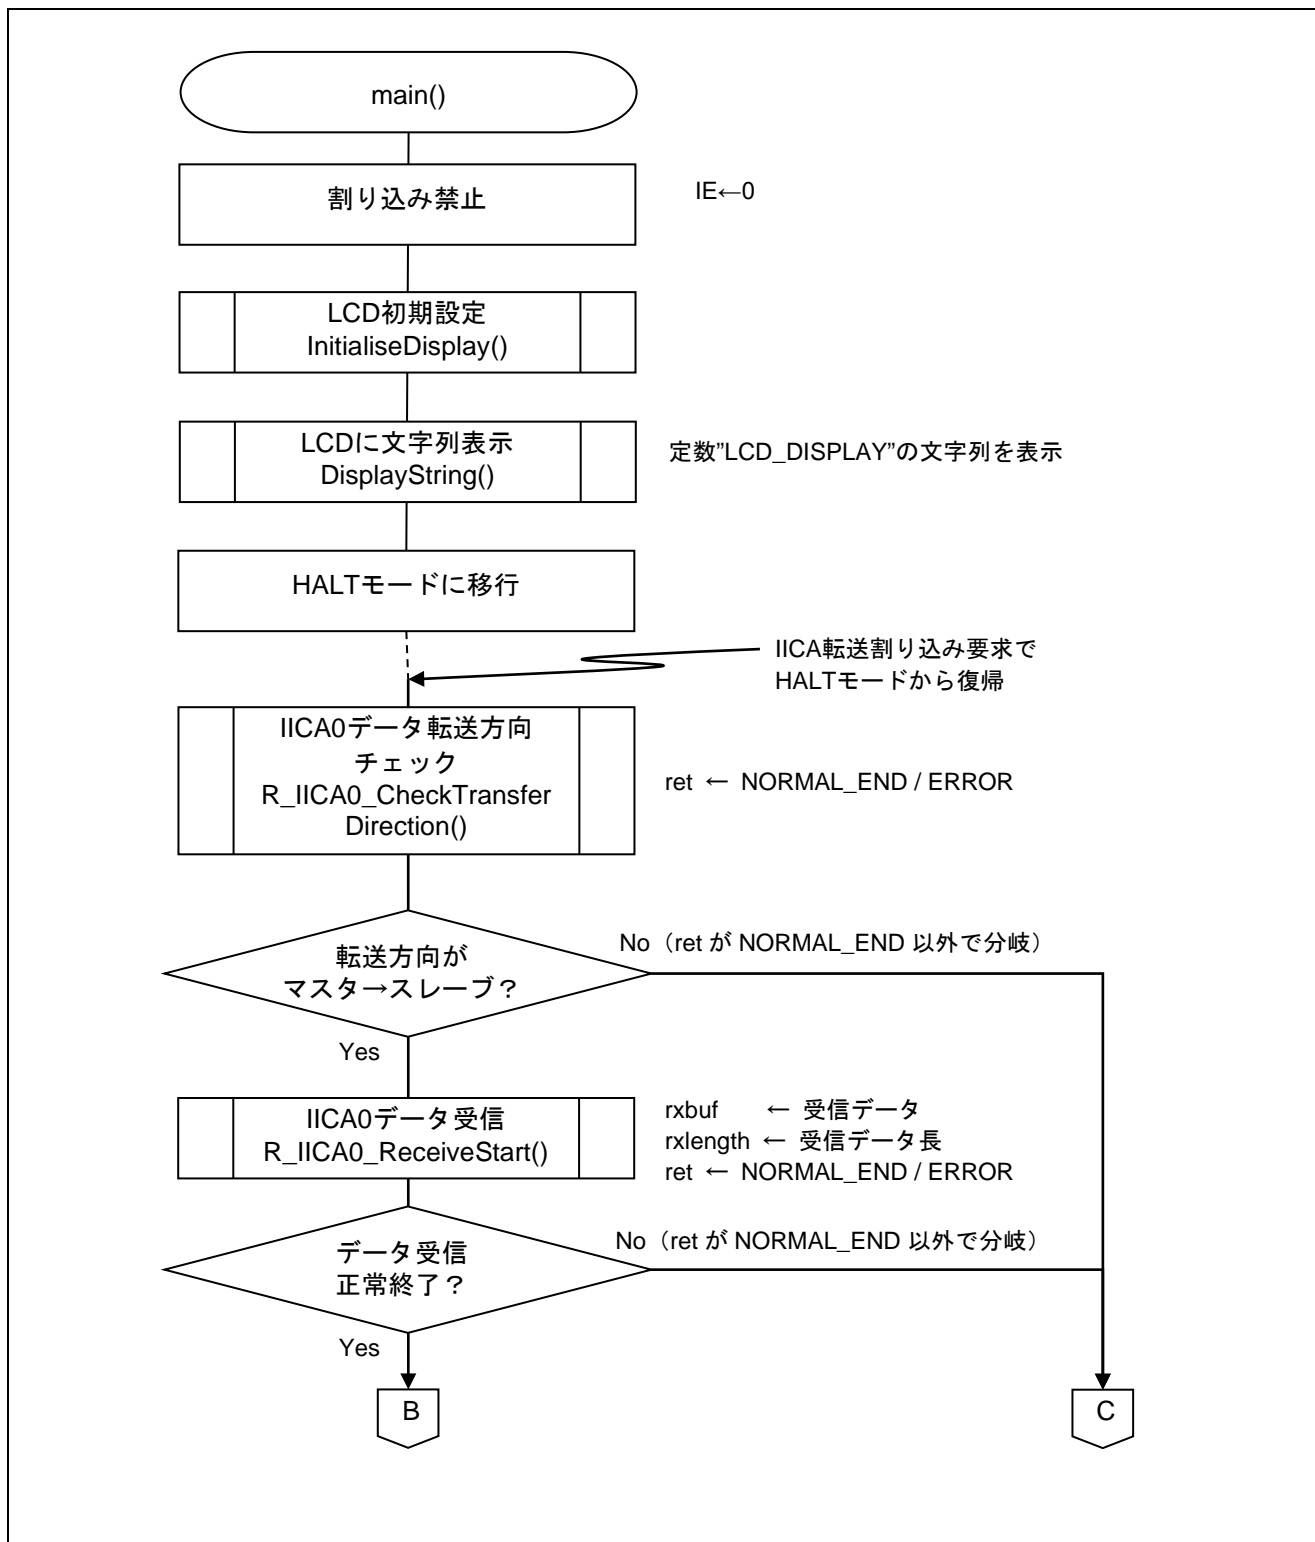 main()
割り込み禁止
IE←0
LCD初期設定
InitialiseDisplay()
LCDに文字列表示
DisplayString()
定数”LCD_DISPLAY”の文字列を表示
HALTモードに移行
IICA転送割り込み要求で
HALTモードから復帰
IICA0データ転送方向
チェック
R_IICA0_CheckTransfer
Direction()
ret ← NORMAL_END / ERROR
転送方向が
マスタ→スレーブ？
No（ret が NORMAL_END 以外で分岐）
Yes
IICA0データ受信
R_IICA0_ReceiveStart()
rxbuf ← 受信データ
rxlength ← 受信データ長
ret ← NORMAL_END / ERROR
データ受信
正常終了？
No（ret が NORMAL_END 以外で分岐）
Yes
B
C